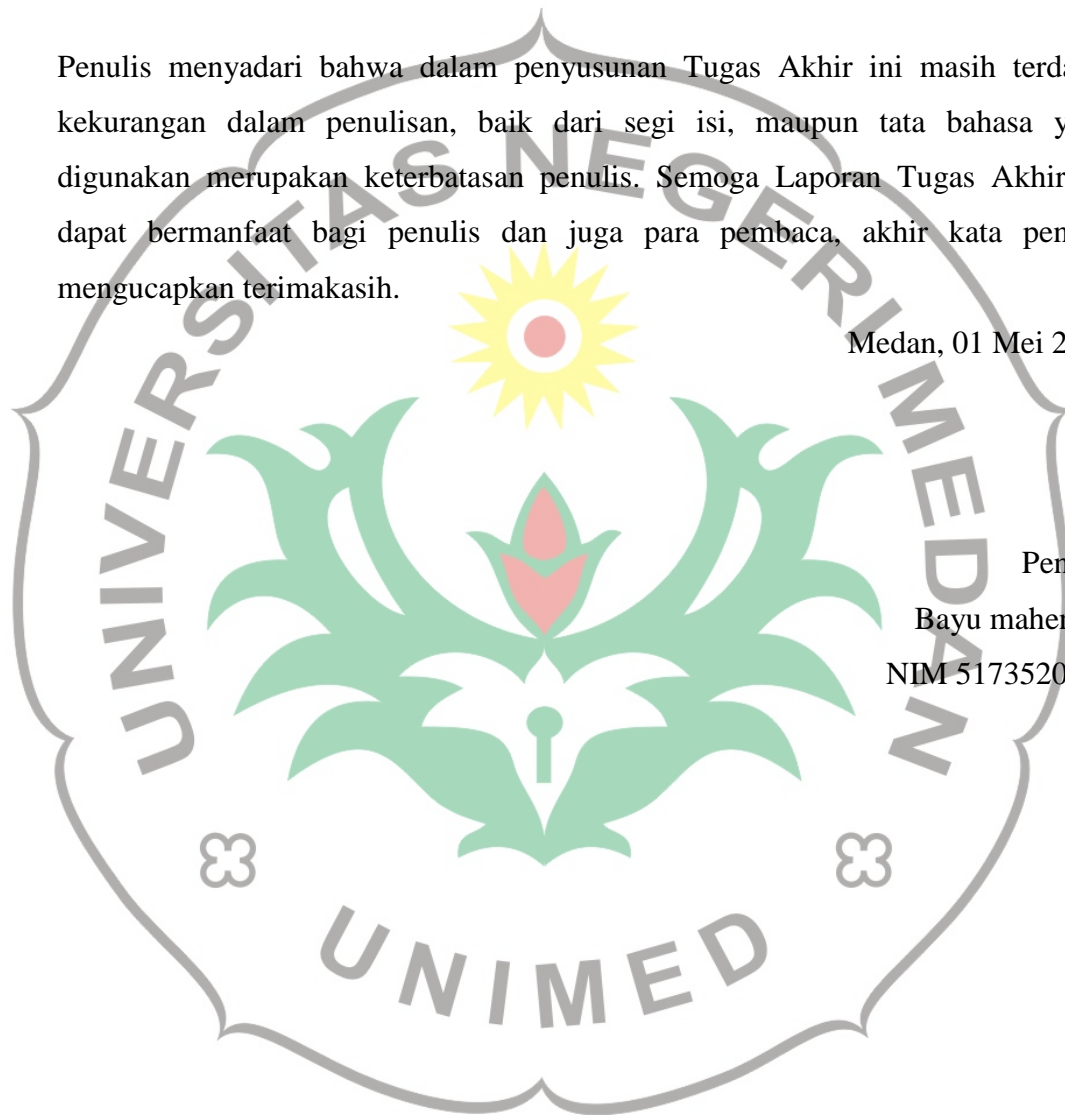 Penulis menyadari bahwa dalam penyusunan Tugas Akhir ini masih terda
kekurangan dalam penulisan, baik dari segi isi, maupun tata bahasa y
digunakan merupakan keterbatasan penulis. Semoga Laporan Tugas Akhir
dapat bermanfaat bagi penulis dan juga para pembaca, akhir kata pen
mengucapkan terimakasih.
Medan, 01 Mei 2
Pen
Bayu maher
NIM 5173520
UNIVERSITAS NEGERI MEDAN
UNIMED